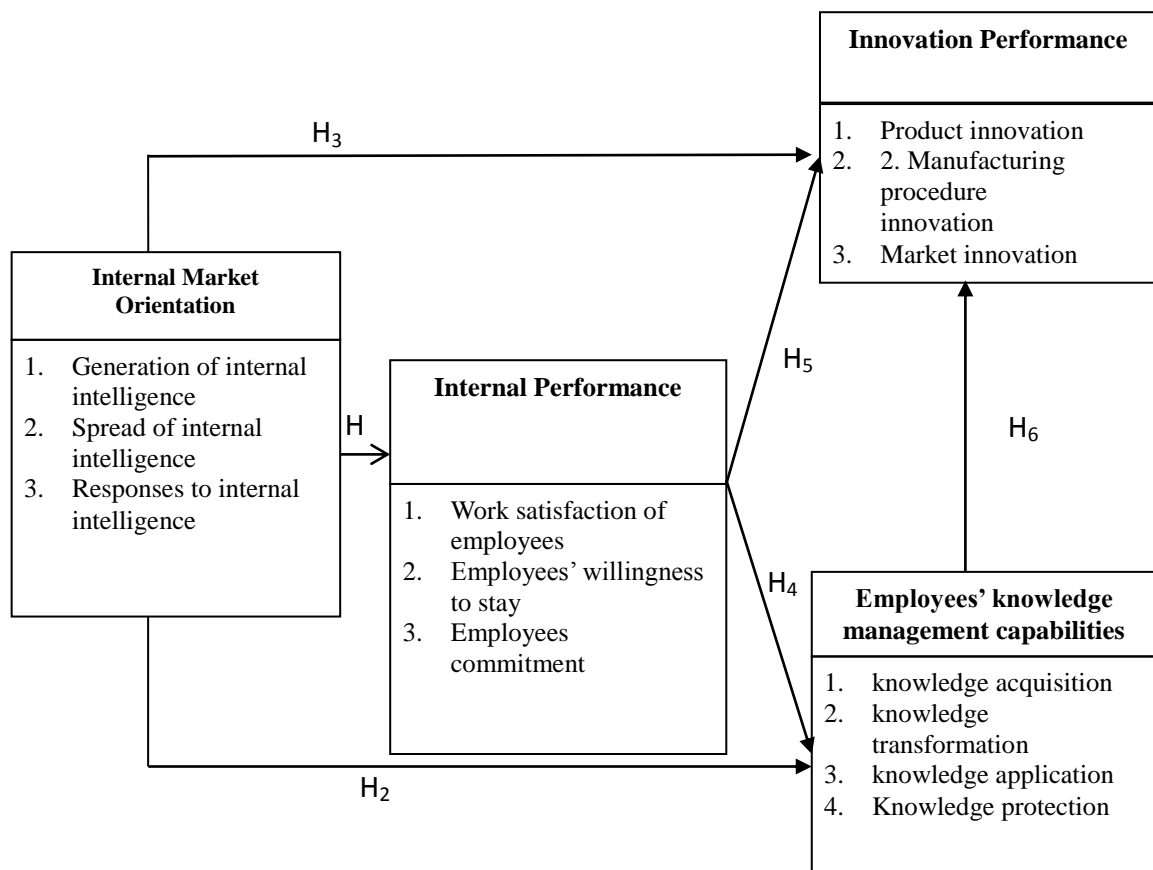 Innovation Performance
1. Product innovation
2. 2. Manufacturing
procedure
innovation
3. Market innovation
H₃
Internal Market
Orientation
1. Generation of internal
intelligence
2. Spread of internal
intelligence
3. Responses to internal
intelligence
H
Internal Performance
1. Work satisfaction of
employees
2. Employees’ willingness
to stay
3. Employees
commitment
H₅
H₆
H₄
H₂
Employees’ knowledge
management capabilities
1. knowledge acquisition
2. knowledge
transformation
3. knowledge application
4. Knowledge protection